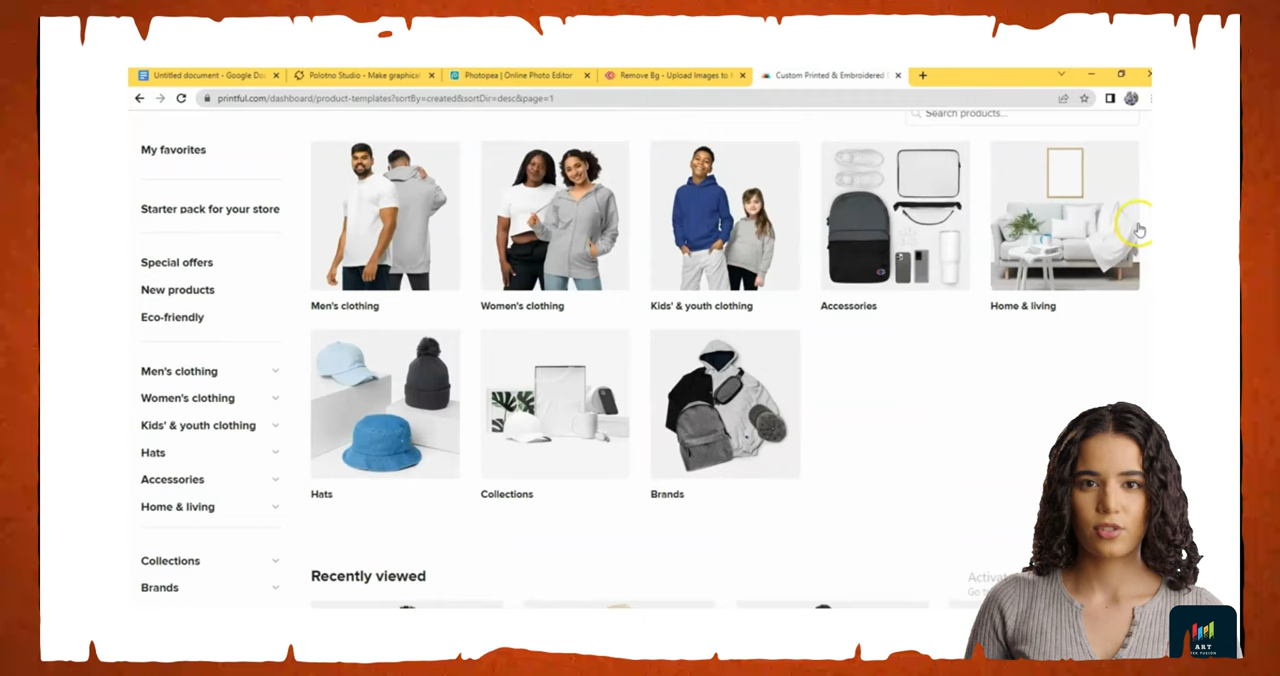 Untitled document - Google Do
Polotno Studio - Make graphical
Photopea | Online Photo Editor
Remove Bg - Upload Images to
Custom Printed & Embroidered
printful.com/dashboard/product-templates?sortBy=created&sortDir=desc&page=1
Search products...
My favorites
Starter pack for your store
Special offers
New products
Eco-friendly
Men's clothing
Women's clothing
Kids' & youth clothing
Hats
Accessories
Home & living
Collections
Brands
Men's clothing
Women's clothing
Kids' & youth clothing
Accessories
Home & living
Hats
Collections
Brands
Recently viewed
Activat
Go to
ART